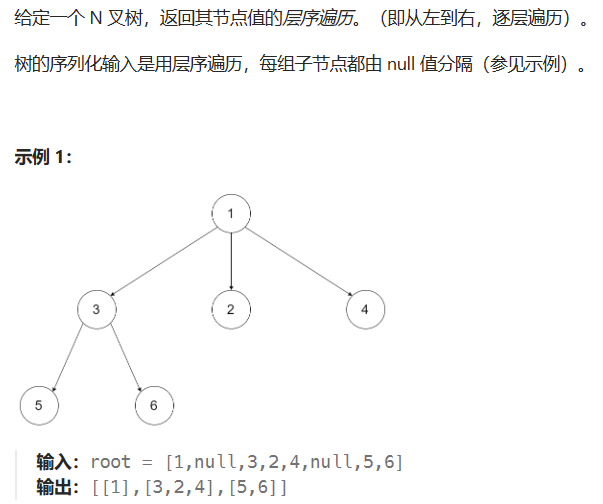 给定一个 N 叉树，返回其节点值的层序遍历。（即从左到右，逐层遍历）。
树的序列化输入是用层序遍历，每组子节点都由 null 值分隔（参见示例）。
示例 1：
1
3
2
4
5
6
输入：root = [1,null,3,2,4,null,5,6]
输出：[[1],[3,2,4],[5,6]]